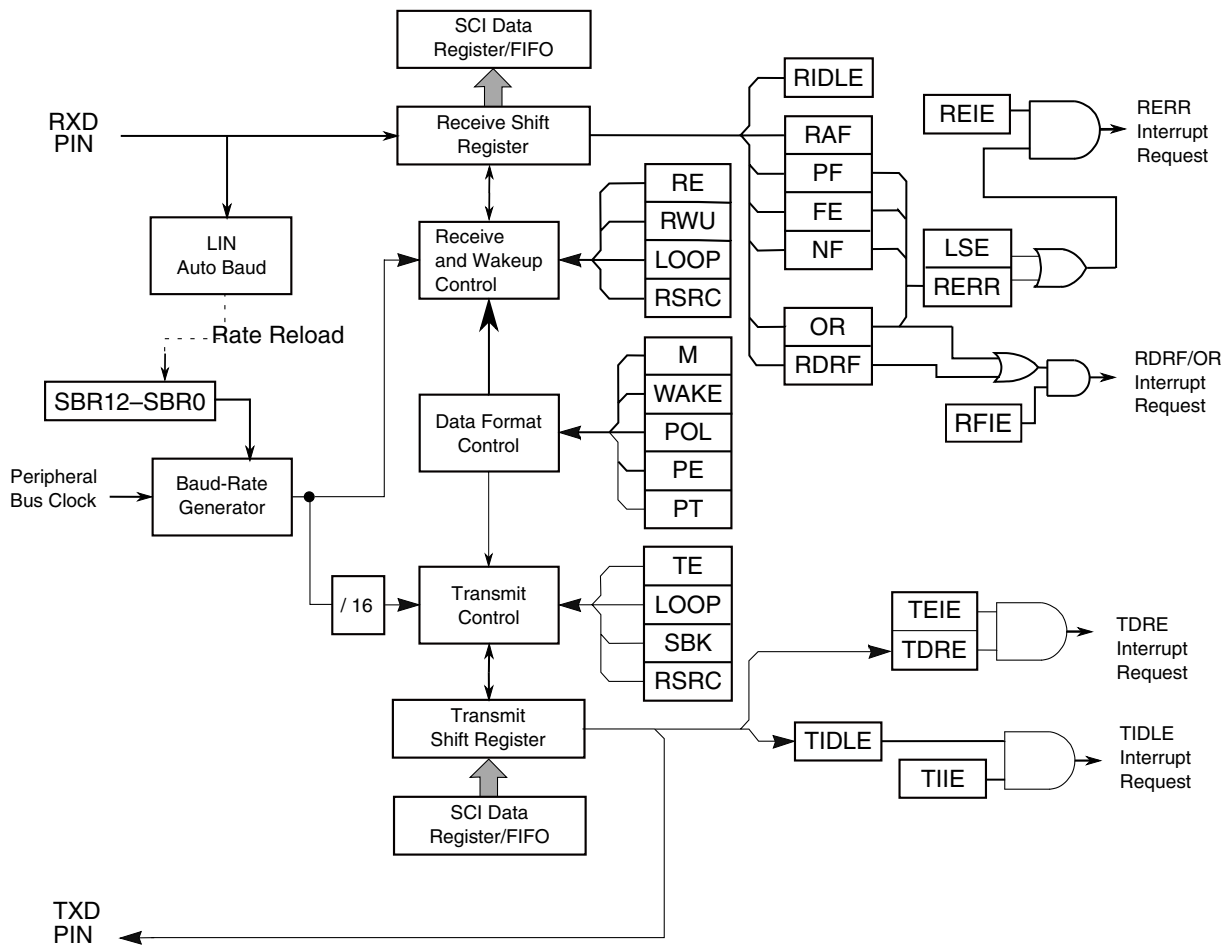 SCI Data
Register/FIFO
RXD
PIN
Receive Shift
Register
RIDLE
RAF
PF
FE
NF
OR
RDRF
REIE
RERR
Interrupt
Request
LSE
RERR
RFIE
RDRF/OR
Interrupt
Request
LIN
Auto Baud
Rate Reload
SBR12–SBR0
Peripheral
Bus Clock
Baud-Rate
Generator
Receive
and Wakeup
Control
RE
RWU
LOOP
RSRC
Data Format
Control
M
WAKE
POL
PE
PT
/ 16
Transmit
Control
TE
LOOP
SBK
RSRC
TEIE
TDRE
TDRE
Interrupt
Request
Transmit
Shift Register
TIDLE
TIIE
TIDLE
Interrupt
Request
SCI Data
Register/FIFO
TXD
PIN